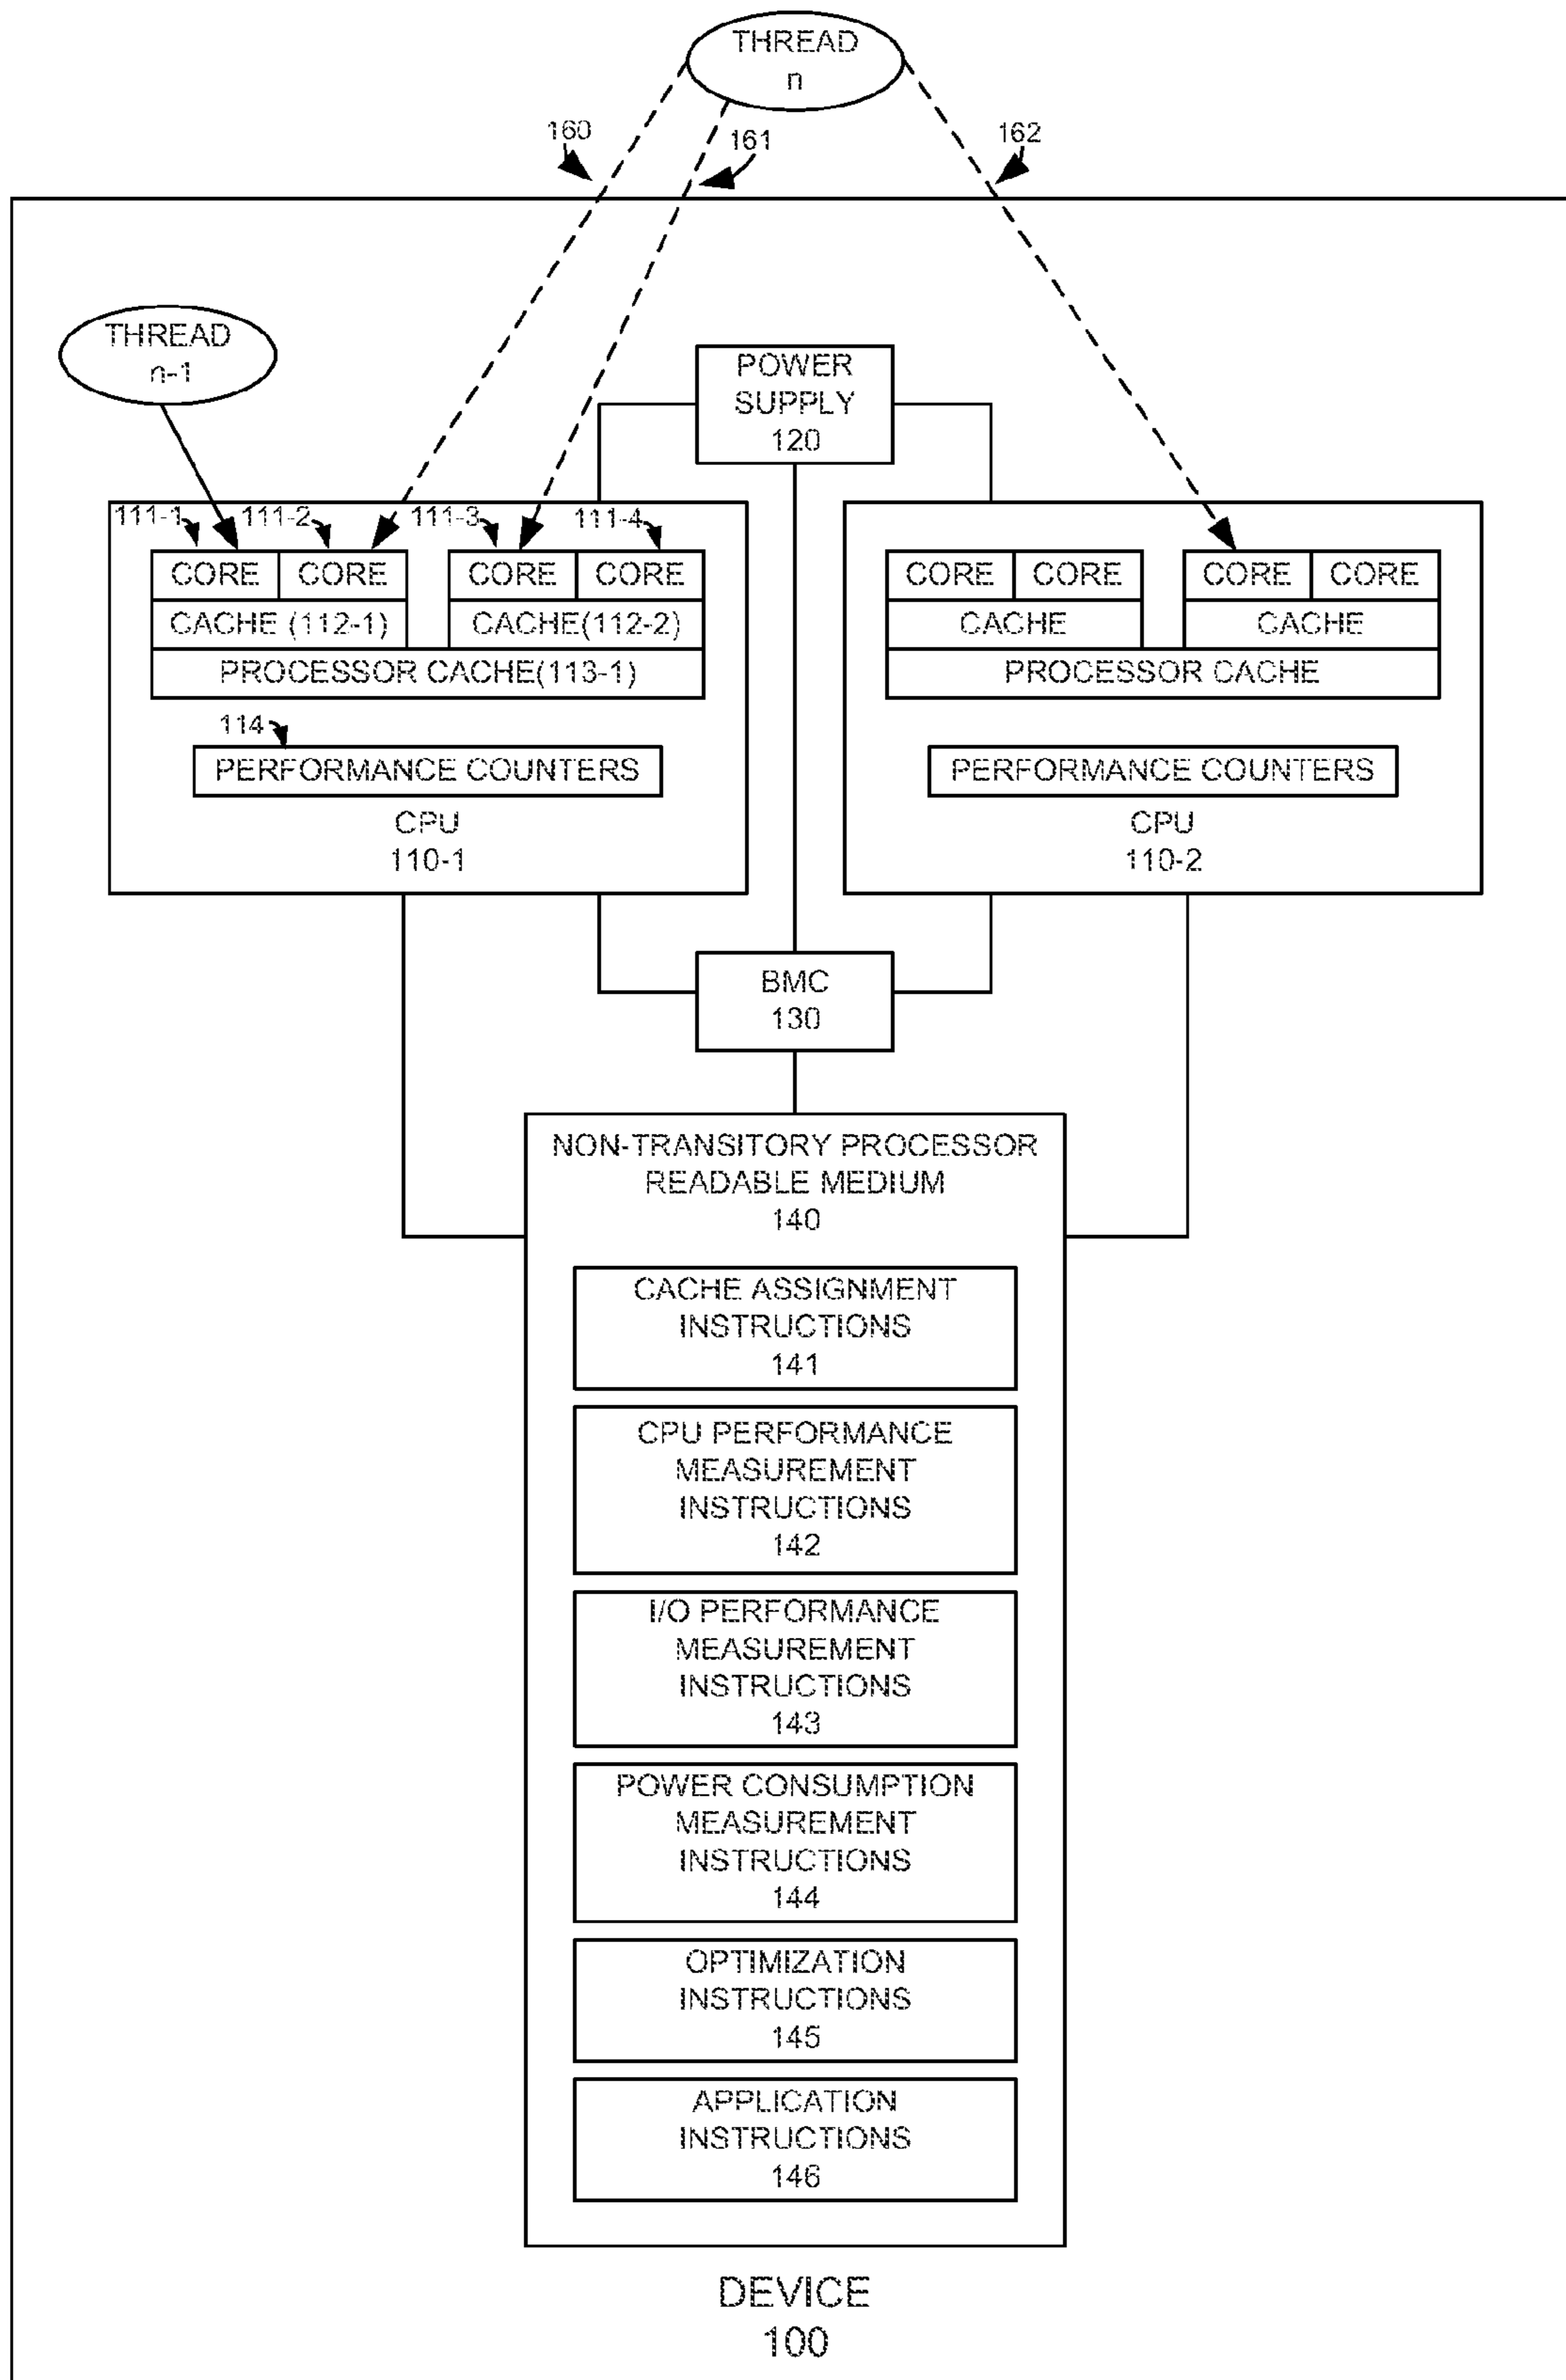 THREAD
n
160
161
162
THREAD
n-1
POWER
SUPPLY
120
111-1
111-2
111-3
111-4
CORE
CORE
CORE
CORE
CACHE (112-1)
CACHE(112-2)
PROCESSOR CACHE(113-1)
114
PERFORMANCE COUNTERS
CPU
110-1
CORE
CORE
CORE
CORE
CACHE
CACHE
PROCESSOR CACHE
PERFORMANCE COUNTERS
CPU
110-2
BMC
130
NON-TRANSITORY PROCESSOR
READABLE MEDIUM
140
CACHE ASSIGNMENT
INSTRUCTIONS
141
CPU PERFORMANCE
MEASUREMENT
INSTRUCTIONS
142
I/O PERFORMANCE
MEASUREMENT
INSTRUCTIONS
143
POWER CONSUMPTION
MEASUREMENT
INSTRUCTIONS
144
OPTIMIZATION
INSTRUCTIONS
145
APPLICATION
INSTRUCTIONS
146
DEVICE
100